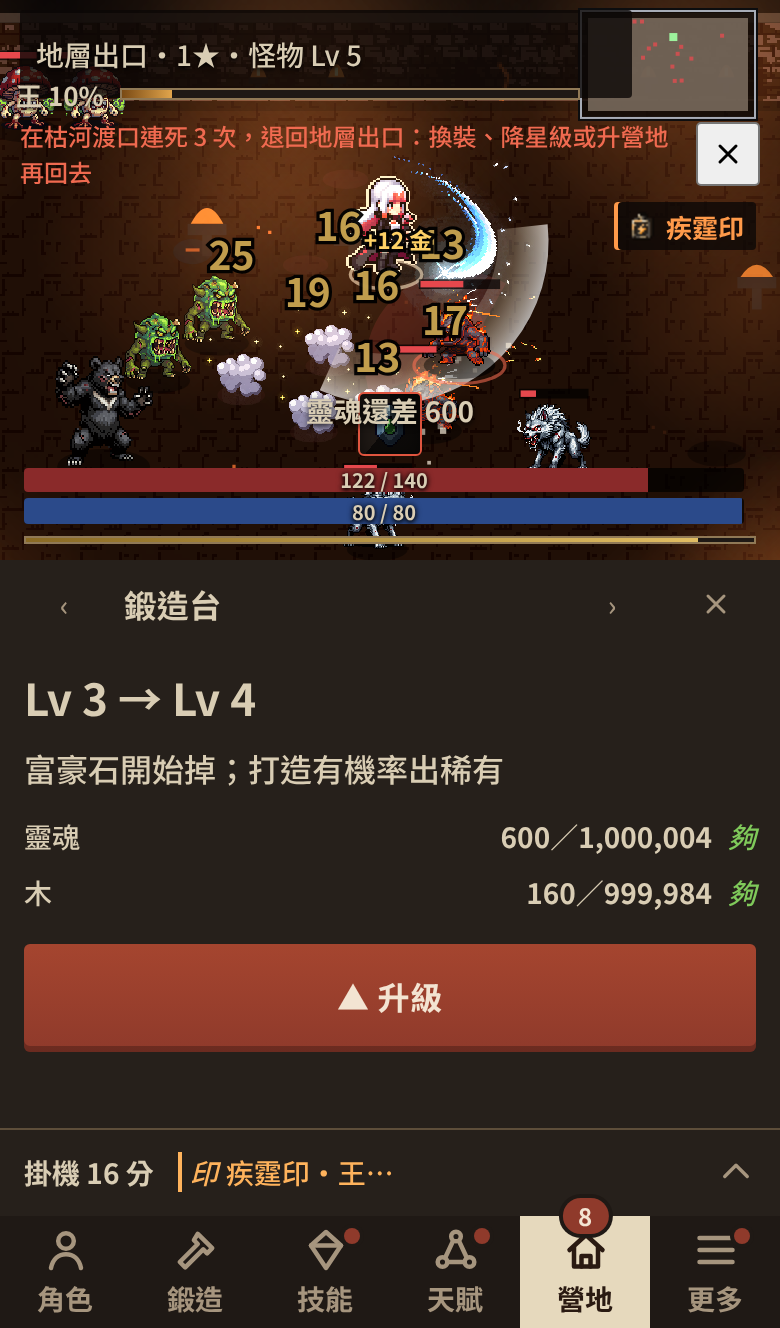 地層出口・1★・怪物 Lv 5
王 10%
在枯河渡口連死 3 次，退回地層出口：換裝、降星級或升營地
再回去
疾霆印
16
+12 金
13
25
19
16
17
13
靈魂還差 600
122 / 140
80 / 80
鍛造台
Lv 3 → Lv 4
富豪石開始掉；打造有機率出稀有
靈魂 600／1,000,004 夠
木 160／999,984 夠
▲ 升級
掛機 16 分 印 疾霆印・王…
8
角色 鍛造 技能 天賦 營地 更多